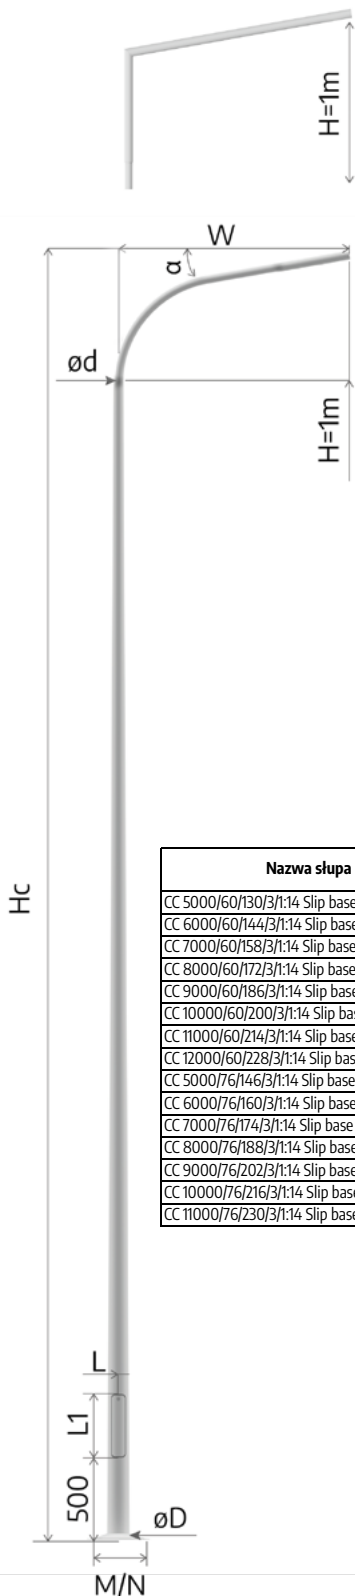 H=1m
W
α
ød
H=1m
Hc
Nazwa słupa
CC 5000/60/130/3/1:14 Slip base
CC 6000/60/144/3/1:14 Slip base
CC 7000/60/158/3/1:14 Slip base
CC 8000/60/172/3/1:14 Slip base
CC 9000/60/186/3/1:14 Slip base
CC 10000/60/200/3/1:14 Slip bas
CC 11000/60/214/3/1:14 Slip base
CC 12000/60/228/3/1:14 Slip bas
CC 5000/76/146/3/1:14 Slip base
CC 6000/76/160/3/1:14 Slip base
CC 7000/76/174/3/1:14 Slip base
CC 8000/76/188/3/1:14 Slip base
CC 9000/76/202/3/1:14 Slip base
CC 10000/76/216/3/1:14 Slip base
CC 11000/76/230/3/1:14 Slip base
L
L1
500
øD
M/N